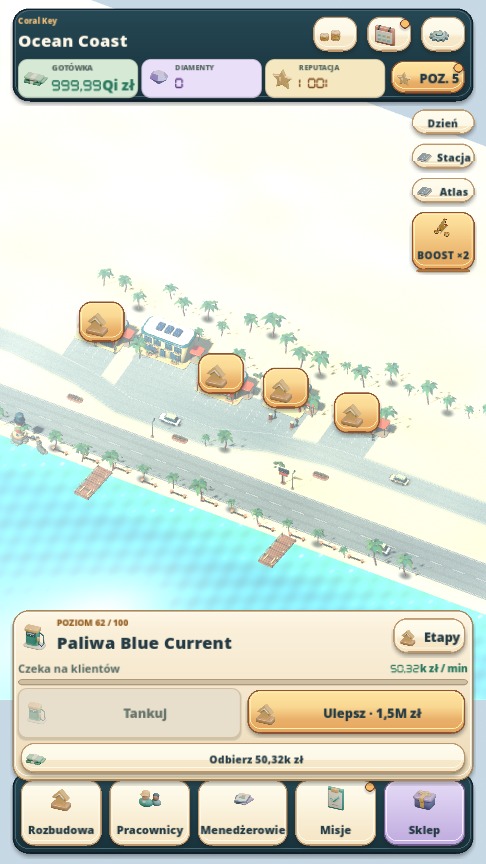 Coral Key
Ocean Coast
GOTÓWKA
999,99Qi zł
DIAMENTY
0
REPUTACJA
POZ. 5
Dzień
Stacja
Atlas
BOOST ×2
POZIOM 62 / 100
Paliwa Blue Current
Etapy
Czeka na klientów
50,32k zł / min
Tankuj
Ulepsz · 1,5M zł
Odbierz 50,32k zł
Rozbudowa
Pracownicy
Menedżerowie
Misje
Sklep